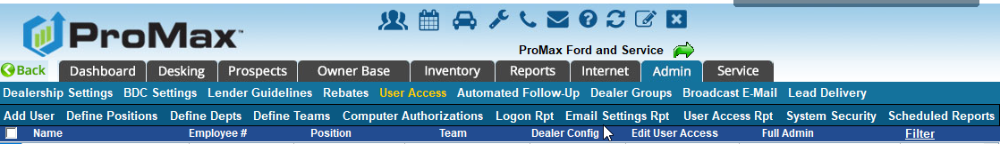 ProMax™
ProMax Ford and Service
Back Dashboard Desking Prospects Owner Base Inventory Reports Internet Admin Service
Dealership Settings BDC Settings Lender Guidelines Rebates User Access Automated Follow-Up Dealer Groups Broadcast E-Mail Lead Delivery
Add User Define Positions Define Depts Define Teams Computer Authorizations Logon Rpt Email Settings Rpt User Access Rpt System Security Scheduled Reports
Name Employee # Position Team Dealer Config Edit User Access Full Admin Filter